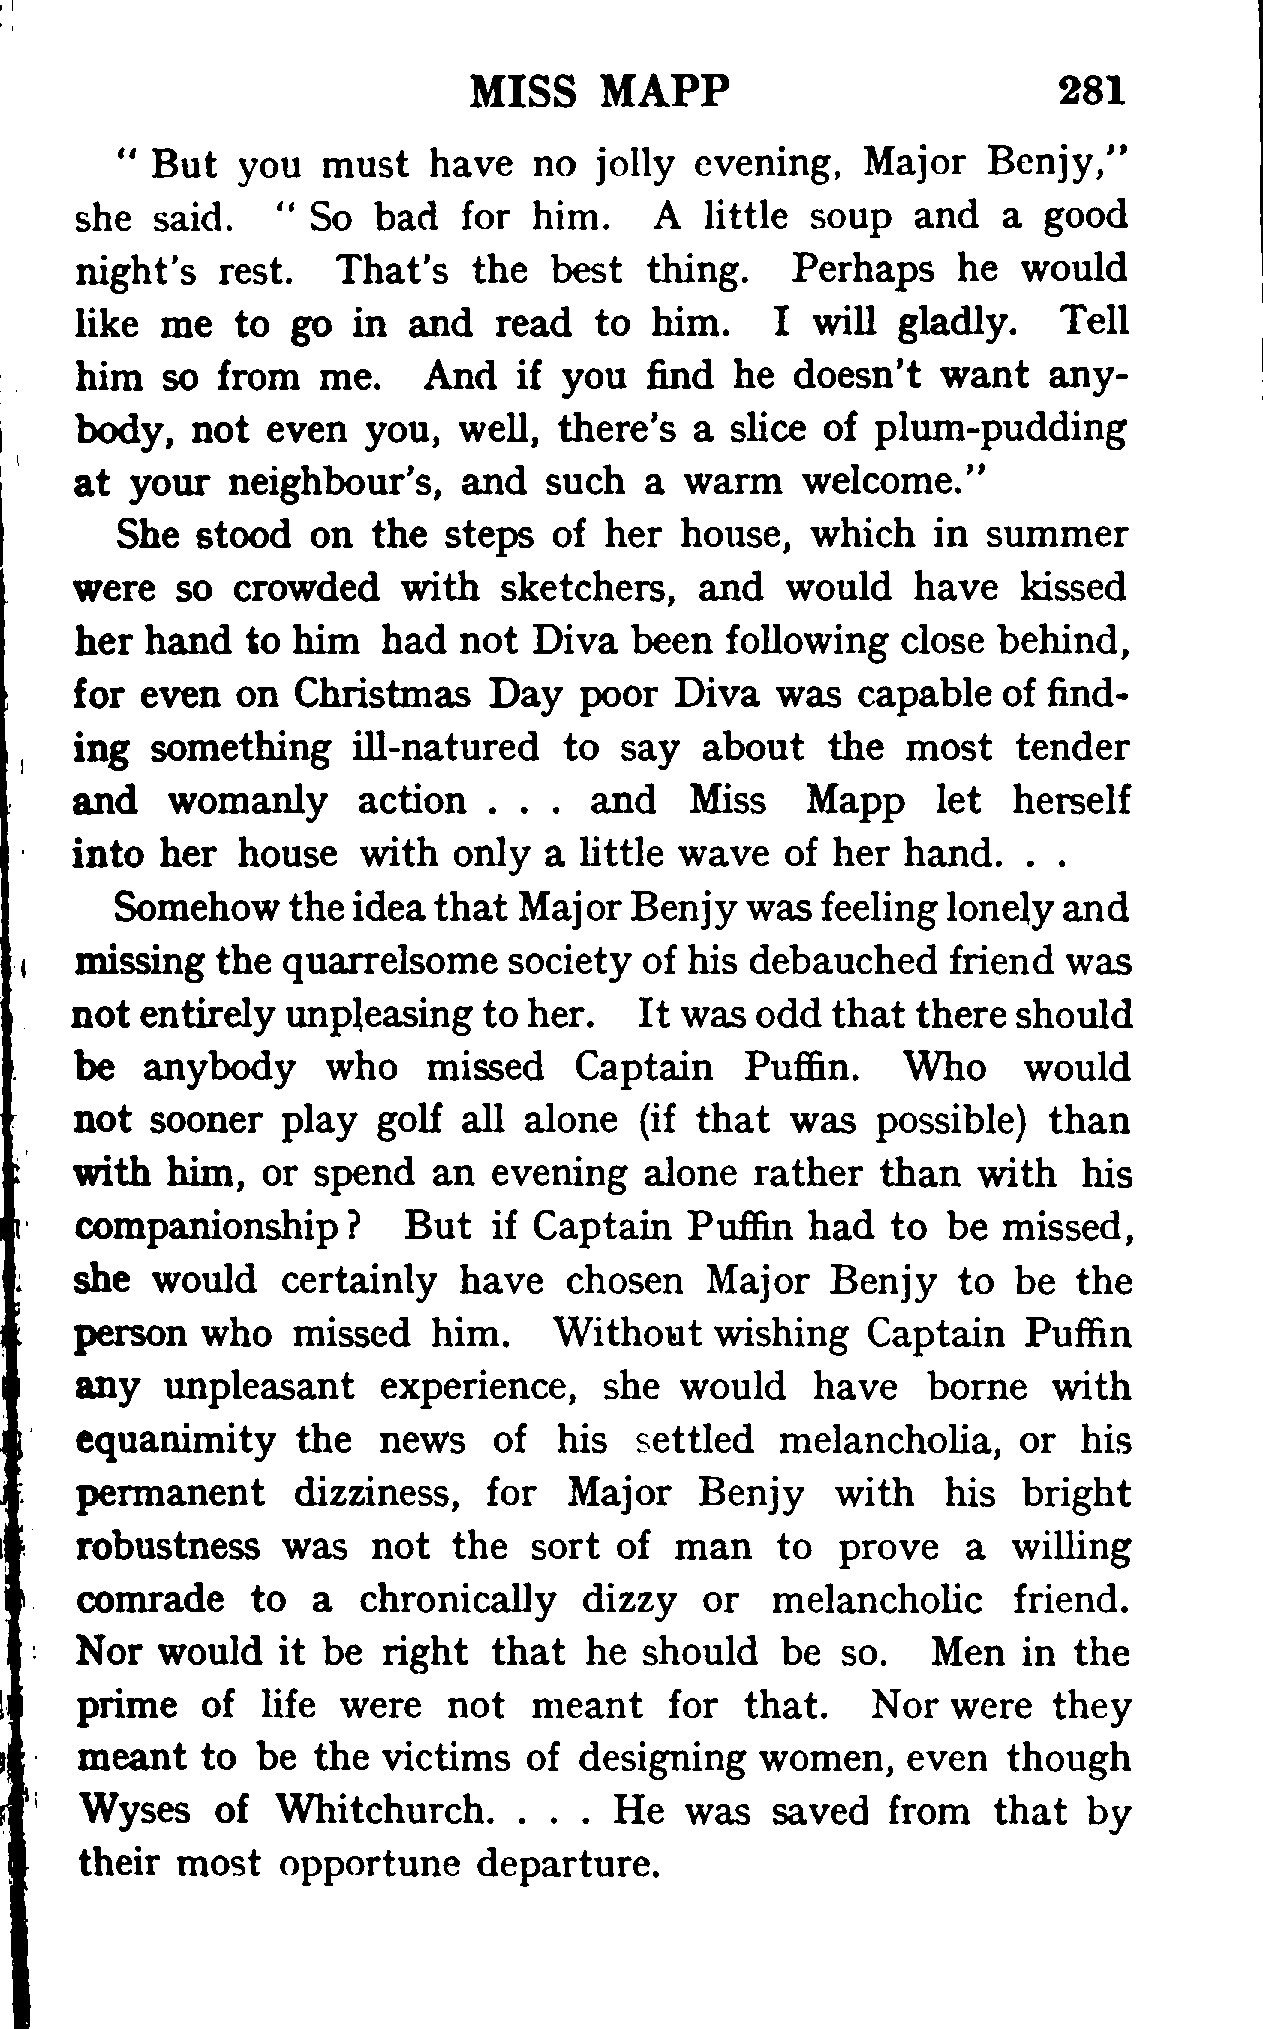 MISS MAPP 281
" But you must have no jolly evening, Major Benjy,"
she said. " So bad for him. A little soup and a good
night's rest. That's the best thing. Perhaps he would
like me to go in and read to him. I will gladly. Tell
him so from me. And if you find he doesn't want any-
body, not even you, well, there's a slice of plum-pudding
at your neighbour's, and such a warm welcome."
She stood on the steps of her house, which in summer
were so crowded with sketchers, and would have kissed
her hand to him had not Diva been following close behind,
for even on Christmas Day poor Diva was capable of find-
ing something ill-natured to say about the most tender
and womanly action . . . and Miss Mapp let herself
into her house with only a little wave of her hand. . .
Somehow the idea that Major Benjy was feeling lonely and
missing the quarrelsome society of his debauched friend was
not entirely unpleasing to her. It was odd that there should
be anybody who missed Captain Puffin. Who would
not sooner play golf all alone (if that was possible) than
with him, or spend an evening alone rather than with his
companionship ? But if Captain Puffin had to be missed,
she would certainly have chosen Major Benjy to be the
person who missed him. Without wishing Captain Puffin
any unpleasant experience, she would have borne with
equanimity the news of his settled melancholia, or his
permanent dizziness, for Major Benjy with his bright
robustness was not the sort of man to prove a willing
comrade to a chronically dizzy or melancholic friend.
Nor would it be right that he should be so. Men in the
prime of life were not meant for that. Nor were they
meant to be the victims of designing women, even though
Wyses of Whitchurch. . . . He was saved from that by
their most opportune departure.